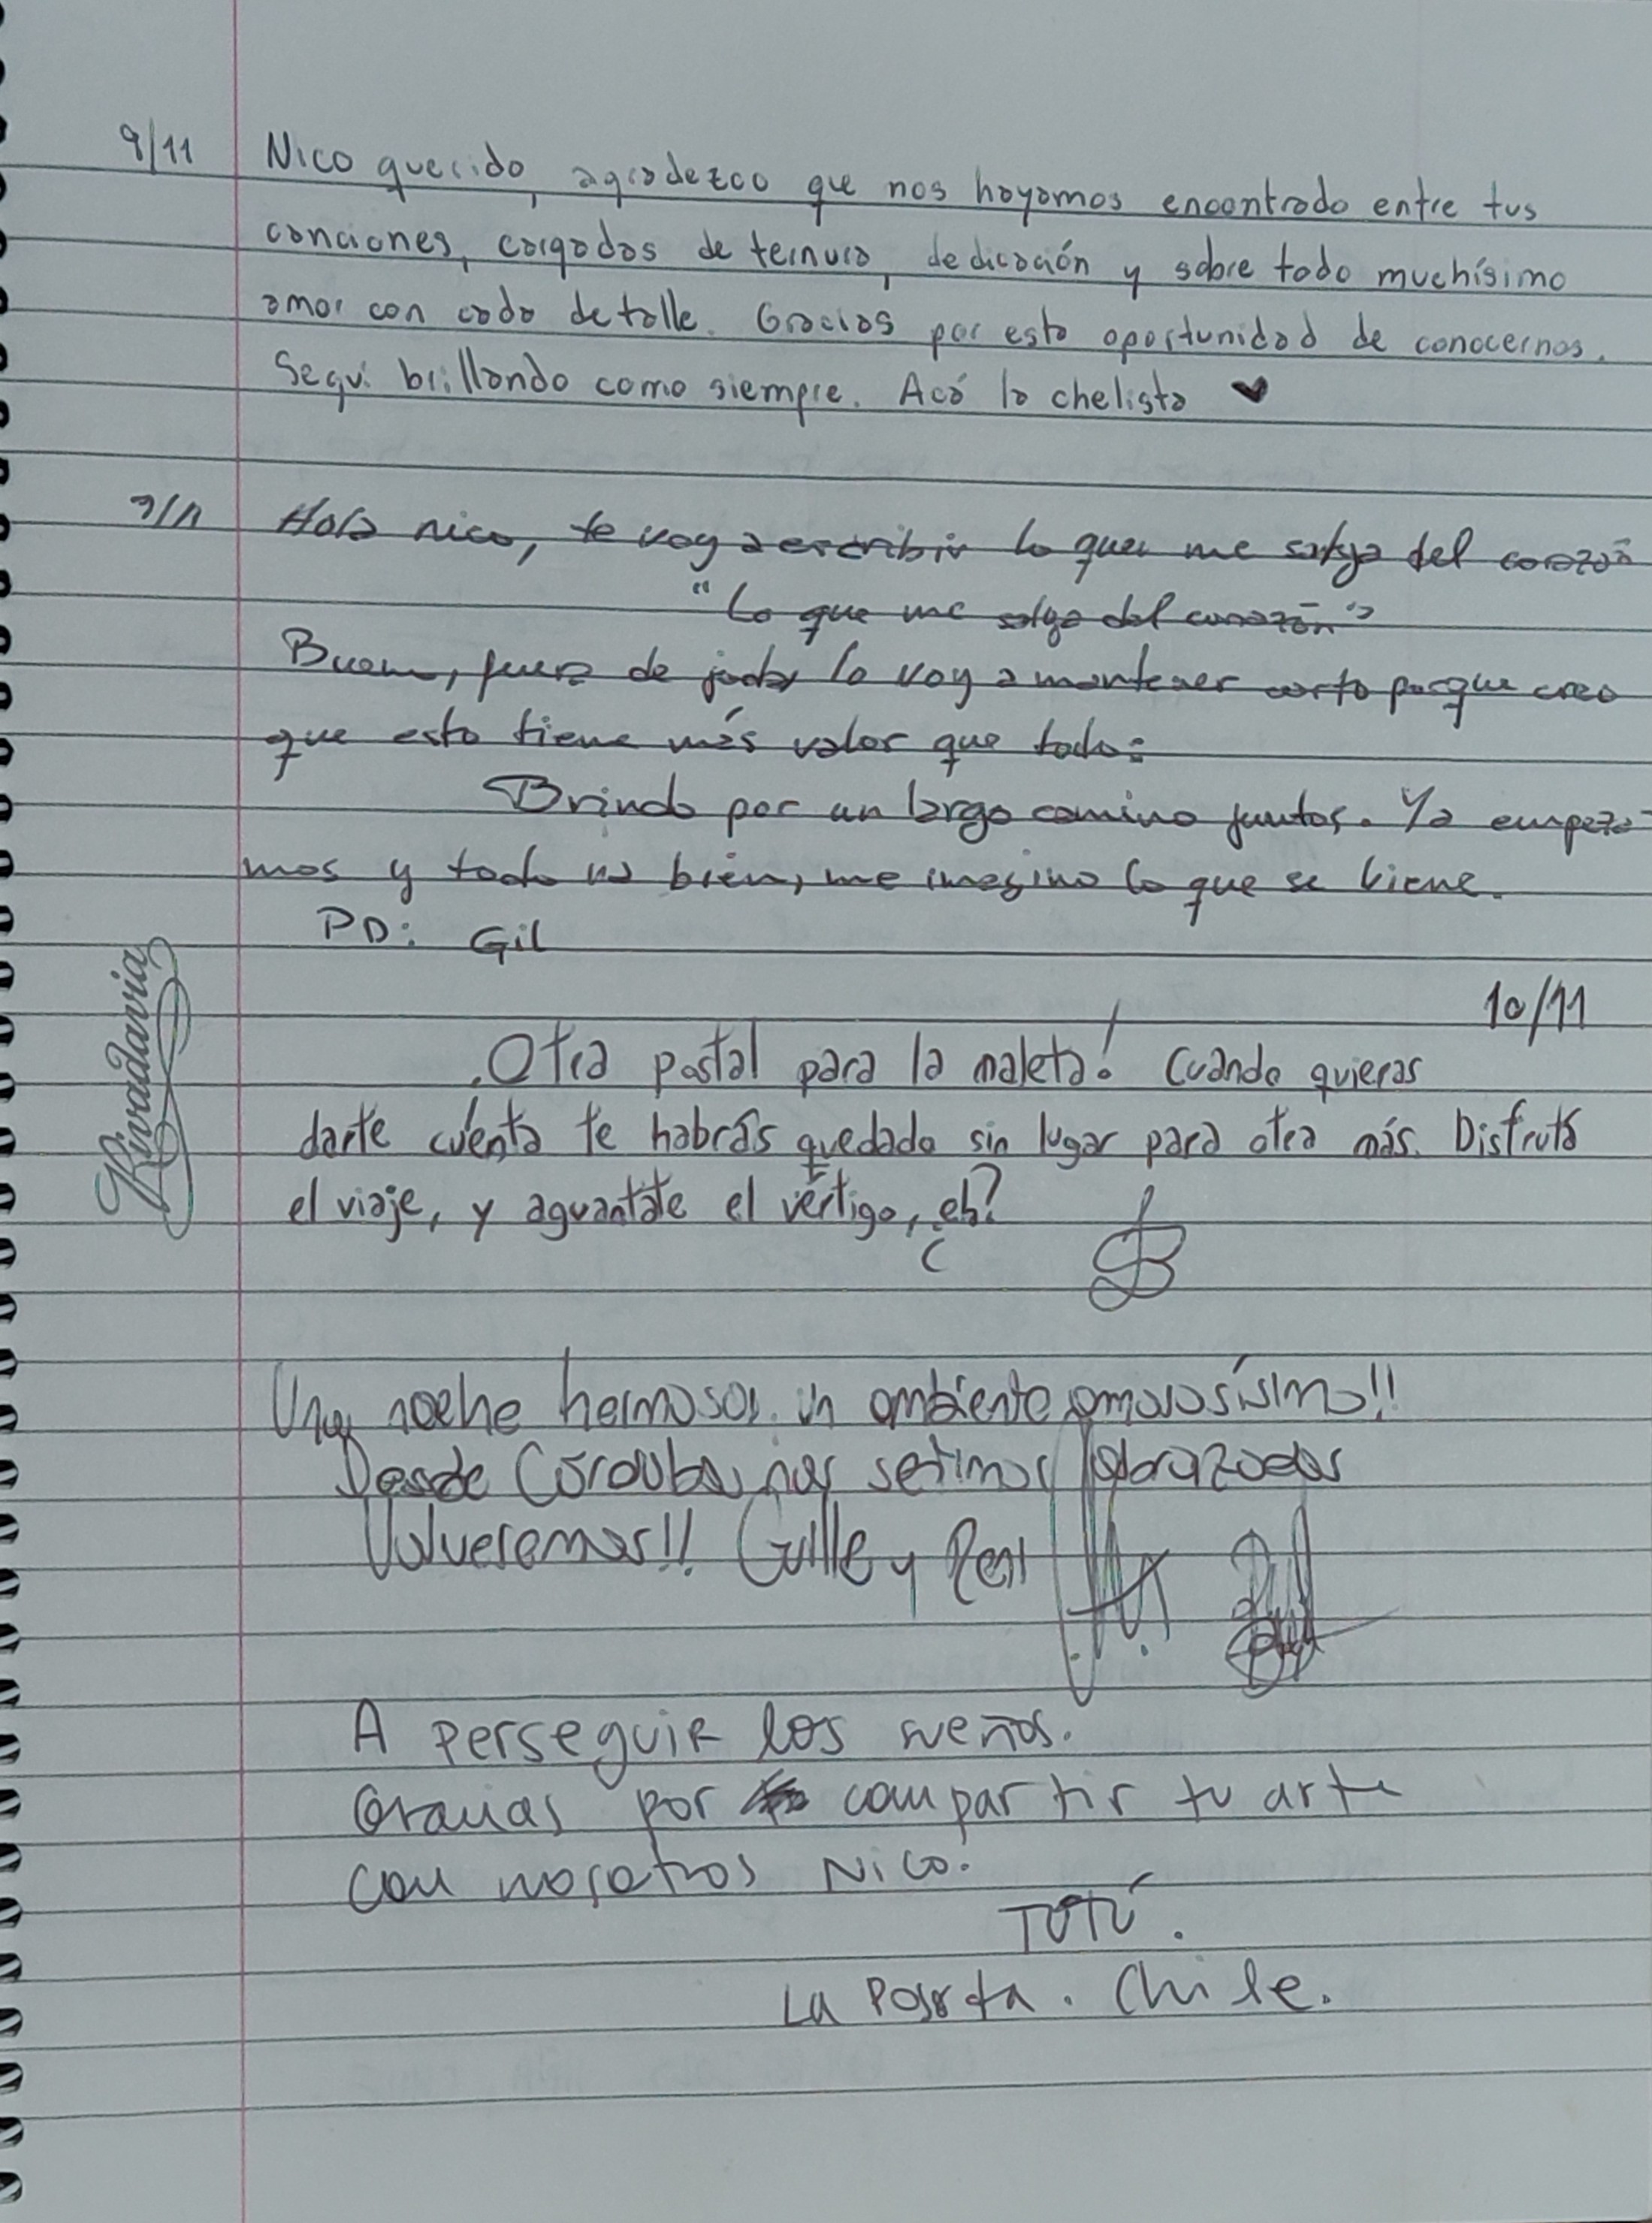 9/11 Nico querido, agradezco que nos hayamos encontrado entre tus
canciones, cargadas de ternura, dedicación y sobre todo muchísimo
amor con cada detalle. Gracias por esta oportunidad de conocernos.
Seguí brillando como siempre. Acá la chelista ♥
9/11 Hola nico, te voy a escribir lo que me salga del corazón
"Lo que me salga del corazón"
Bueno, fuera de joda, lo voy a mantener corto porque creo
que esto tiene más valor que todo:
Brindo por un largo camino juntos. Ya empeza-
mos y todo va bien, me imagino lo que se viene.
PD: Gil
Rivadavia
10/11
¡Otra postal para la maleta! Cuando quieras
darte cuenta te habrás quedado sin lugar para otra más. Disfrutá
el viaje, y aguantate el vértigo, ¿eh?
Una noche hermosa. Un ambiente amorosísimo!!
Desde Córdoba, nos setimos abrazados
Volveremos!! Guille y
A perseguir los sueños.
Gracias por compartir tu arte
con nosotros Nico.
TUTÚ.
La Posta. Chile.